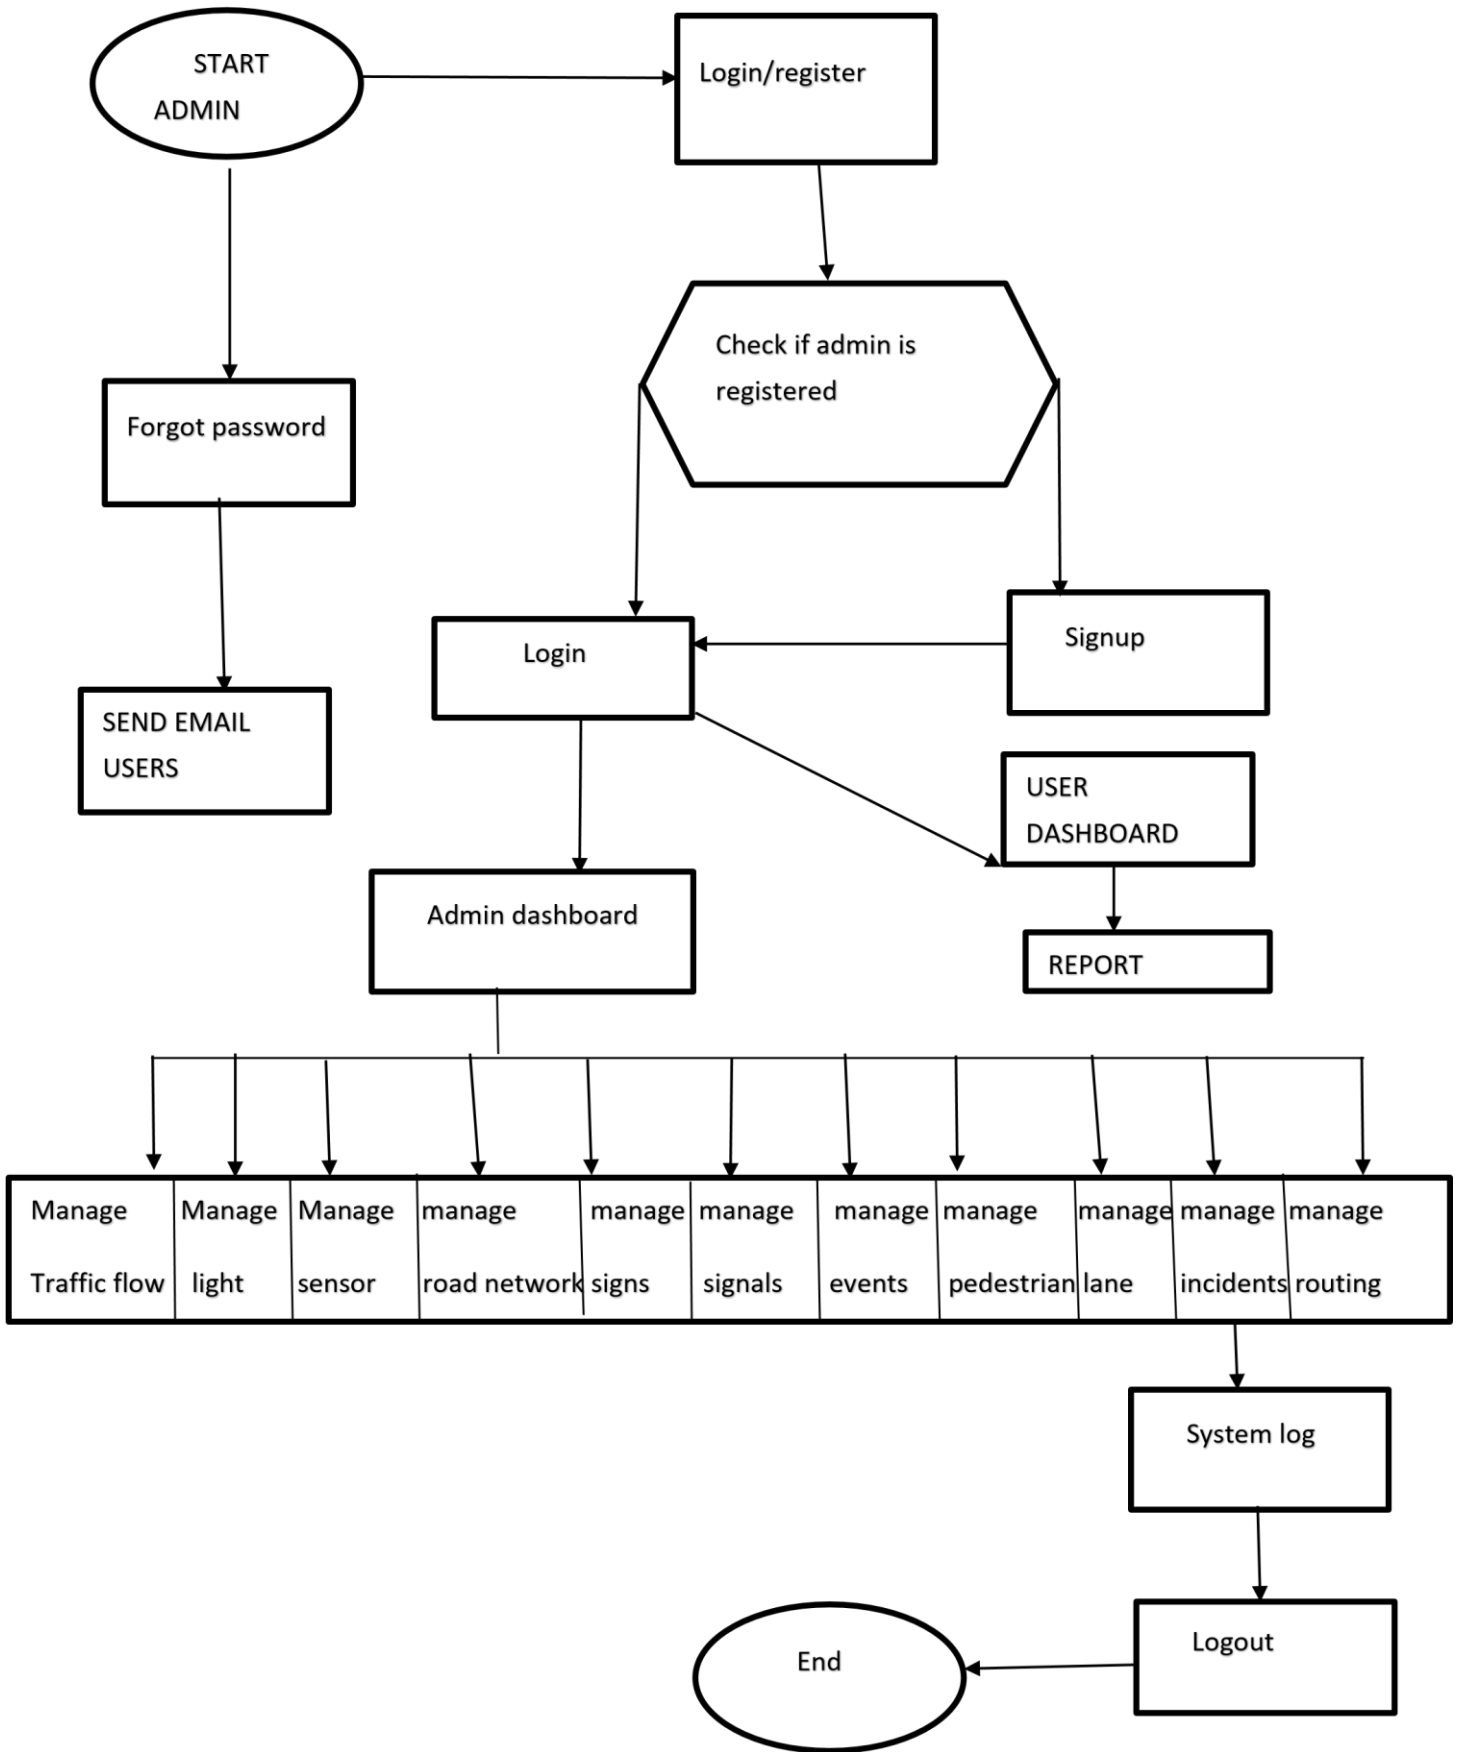 START
ADMIN
Login/register
Check if admin is
registered
Forgot password
Login
Signup
SEND EMAIL
USERS
USER
DASHBOARD
Admin dashboard
REPORT
Manage Manage Manage manage manage manage manage manage manage manage manage
Traffic flow light sensor road network signs signals events pedestrian lane incidents routing
System log
Logout
End